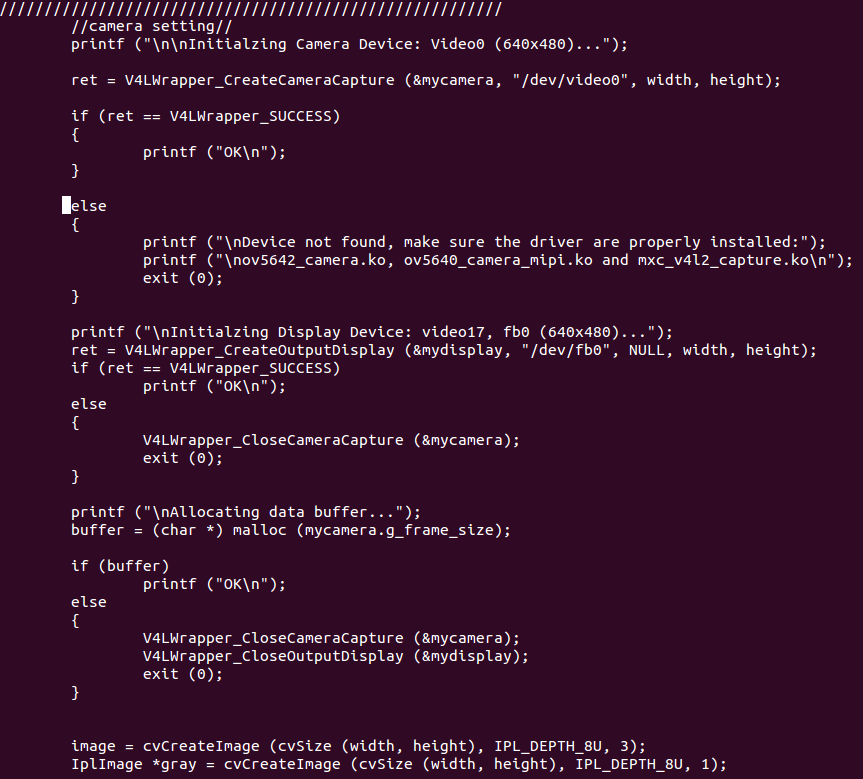 ////////////////////////////////////////////////////////
//camera setting//
printf ("\n\nInitialzing Camera Device: Video0 (640x480)...");
ret = V4LWrapper_CreateCameraCapture (&mycamera, "/dev/video0", width, height);
if (ret == V4LWrapper_SUCCESS)
{
printf ("OK\n");
}
else
{
printf ("\nDevice not found, make sure the driver are properly installed:");
printf ("\nov5642_camera.ko, ov5640_camera_mipi.ko and mxc_v4l2_capture.ko\n");
exit (0);
}
printf ("\nInitialzing Display Device: video17, fb0 (640x480)...");
ret = V4LWrapper_CreateOutputDisplay (&mydisplay, "/dev/fb0", NULL, width, height);
if (ret == V4LWrapper_SUCCESS)
printf ("OK\n");
else
{
V4LWrapper_CloseCameraCapture (&mycamera);
exit (0);
}
printf ("\nAllocating data buffer...");
buffer = (char *) malloc (mycamera.g_frame_size);
if (buffer)
printf ("OK\n");
else
{
V4LWrapper_CloseCameraCapture (&mycamera);
V4LWrapper_CloseOutputDisplay (&mydisplay);
exit (0);
}
image = cvCreateImage (cvSize (width, height), IPL_DEPTH_8U, 3);
IplImage *gray = cvCreateImage (cvSize (width, height), IPL_DEPTH_8U, 1);